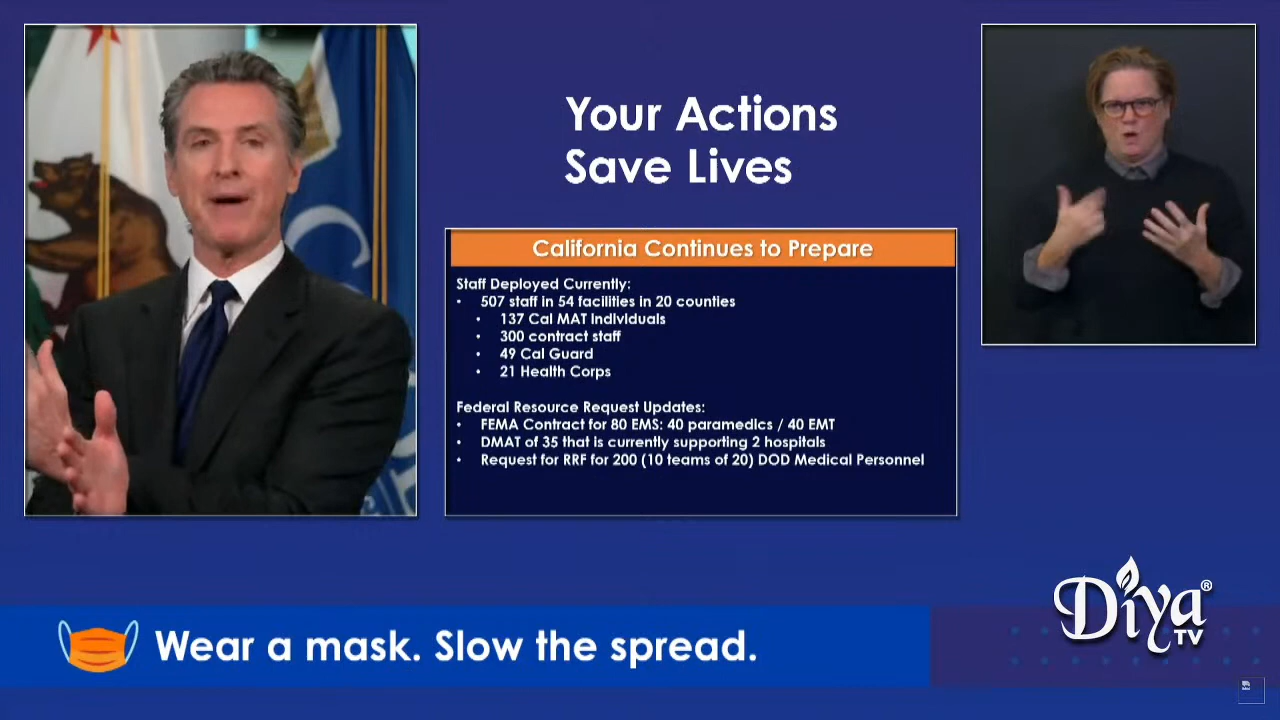 Your Actions
Save Lives
California Continues to Prepare
Staff Deployed Currently:
• 507 staff in 54 facilities in 20 counties
• 137 Cal MAT Individuals
• 300 contract staff
• 49 Cal Guard
• 21 Health Corps
Federal Resource Request Updates:
• FEMA Contract for 80 EMS: 40 paramedics / 40 EMT
• DMAT of 35 that is currently supporting 2 hospitals
• Request for RRF for 200 (10 teams of 20) DOD Medical Personnel
Diya®
TV
Wear a mask. Slow the spread.